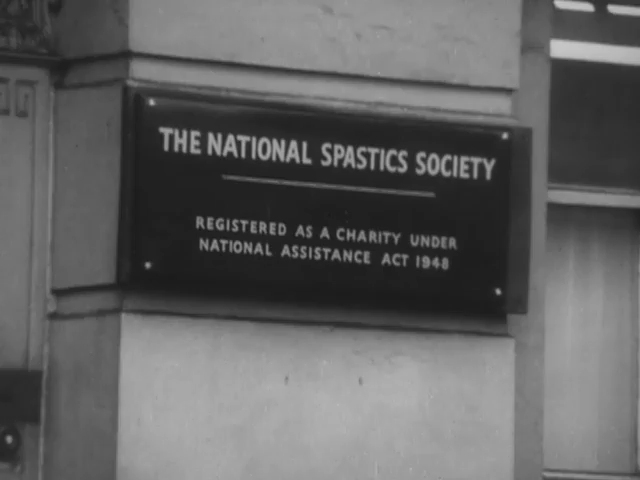 THE NATIONAL SPASTICS SOCIETY
REGISTERED AS A CHARITY UNDER
NATIONAL ASSISTANCE ACT 1948